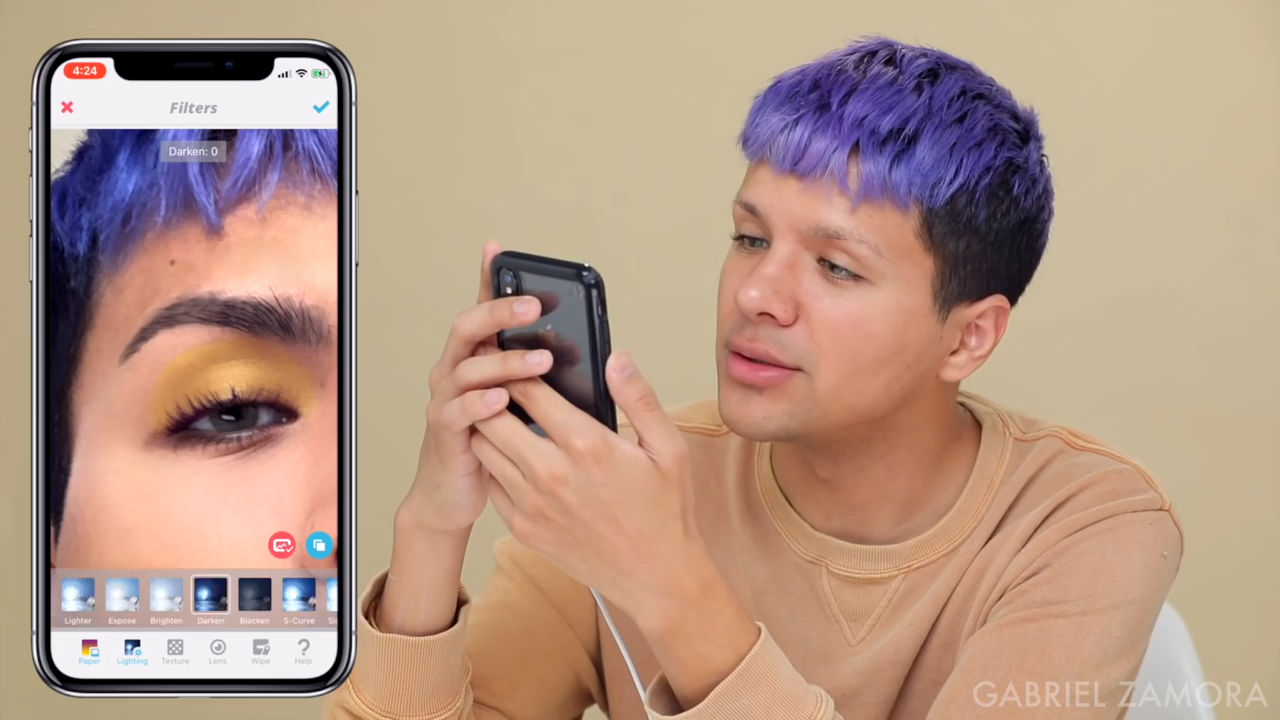 4:24
Filters
Darken: 0
Lighter Expose Brighten Darken Blacken S-Curve
Paper Lighting Texture Lens Wipe ? Help
GABRIEL ZAMORA